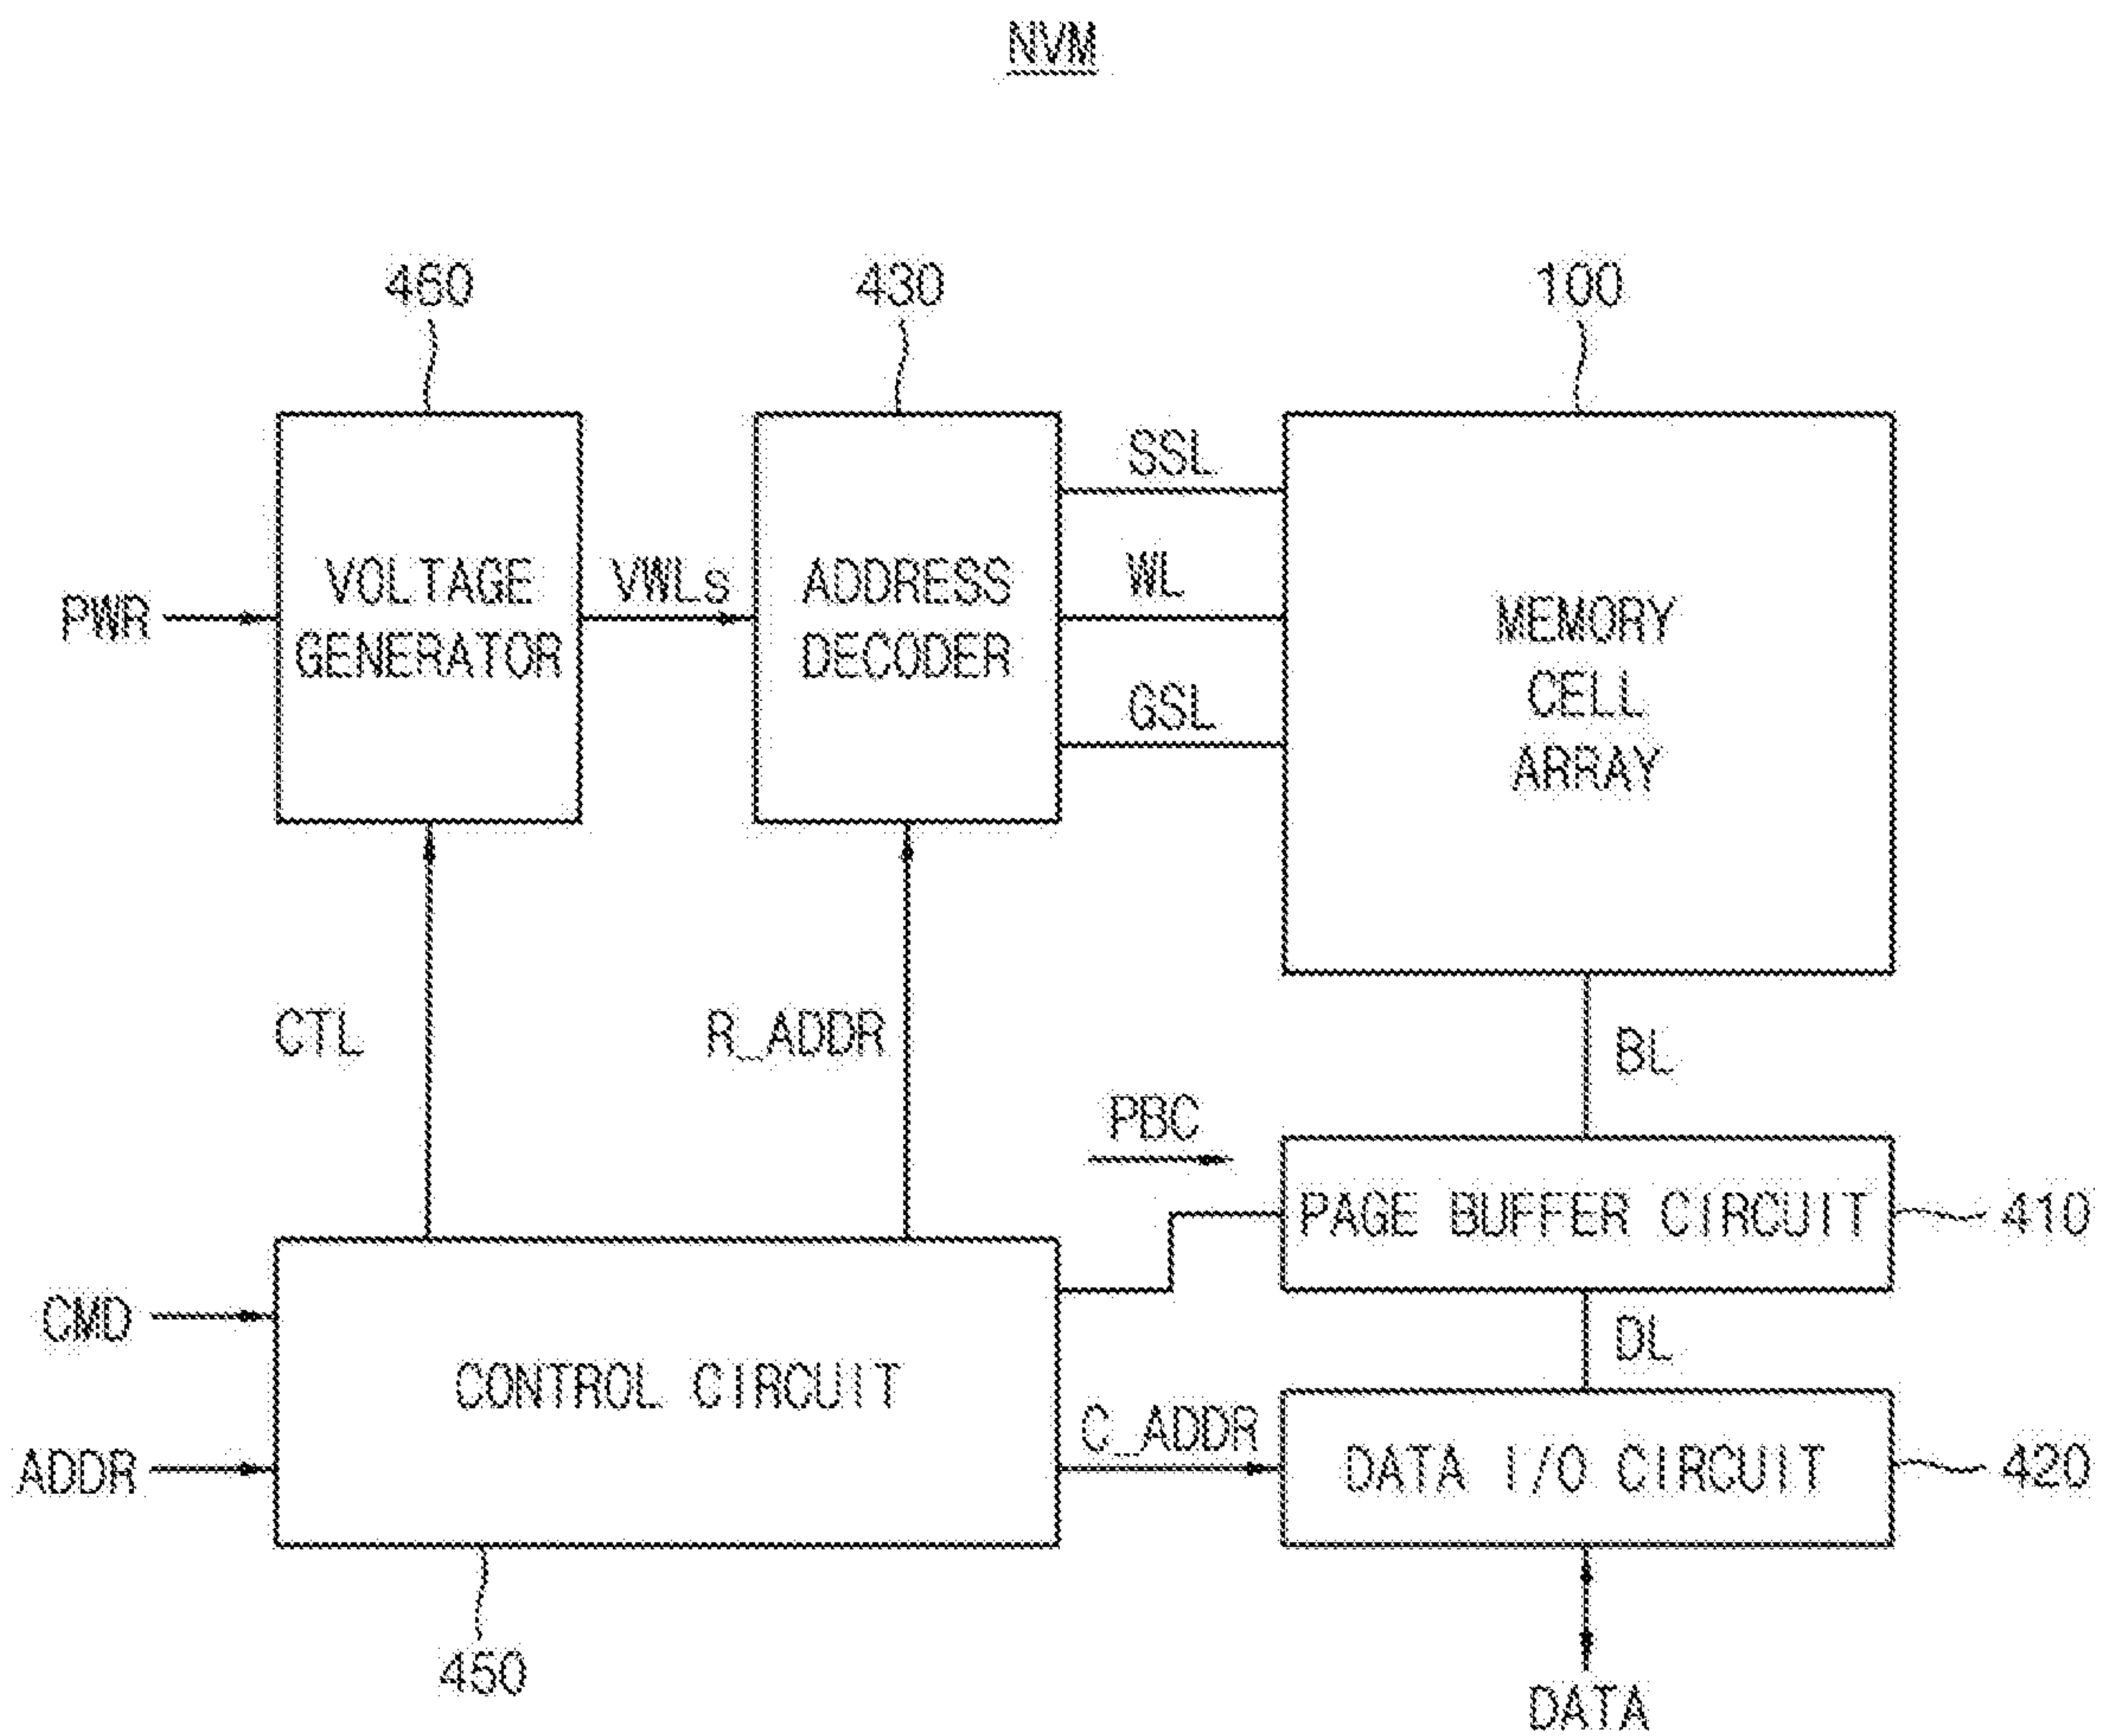 NVM
460
430
100
SSL
VOLTAGE
GENERATOR
PWR
VWLs
ADDRESS
DECODER
WL
GSL
MEMORY
CELL
ARRAY
CTL
R_ADDR
BL
PBC
PAGE BUFFER CIRCUIT
410
CMD
DL
CONTROL CIRCUIT
C_ADDR
ADDR
DATA I/O CIRCUIT
420
450
DATA